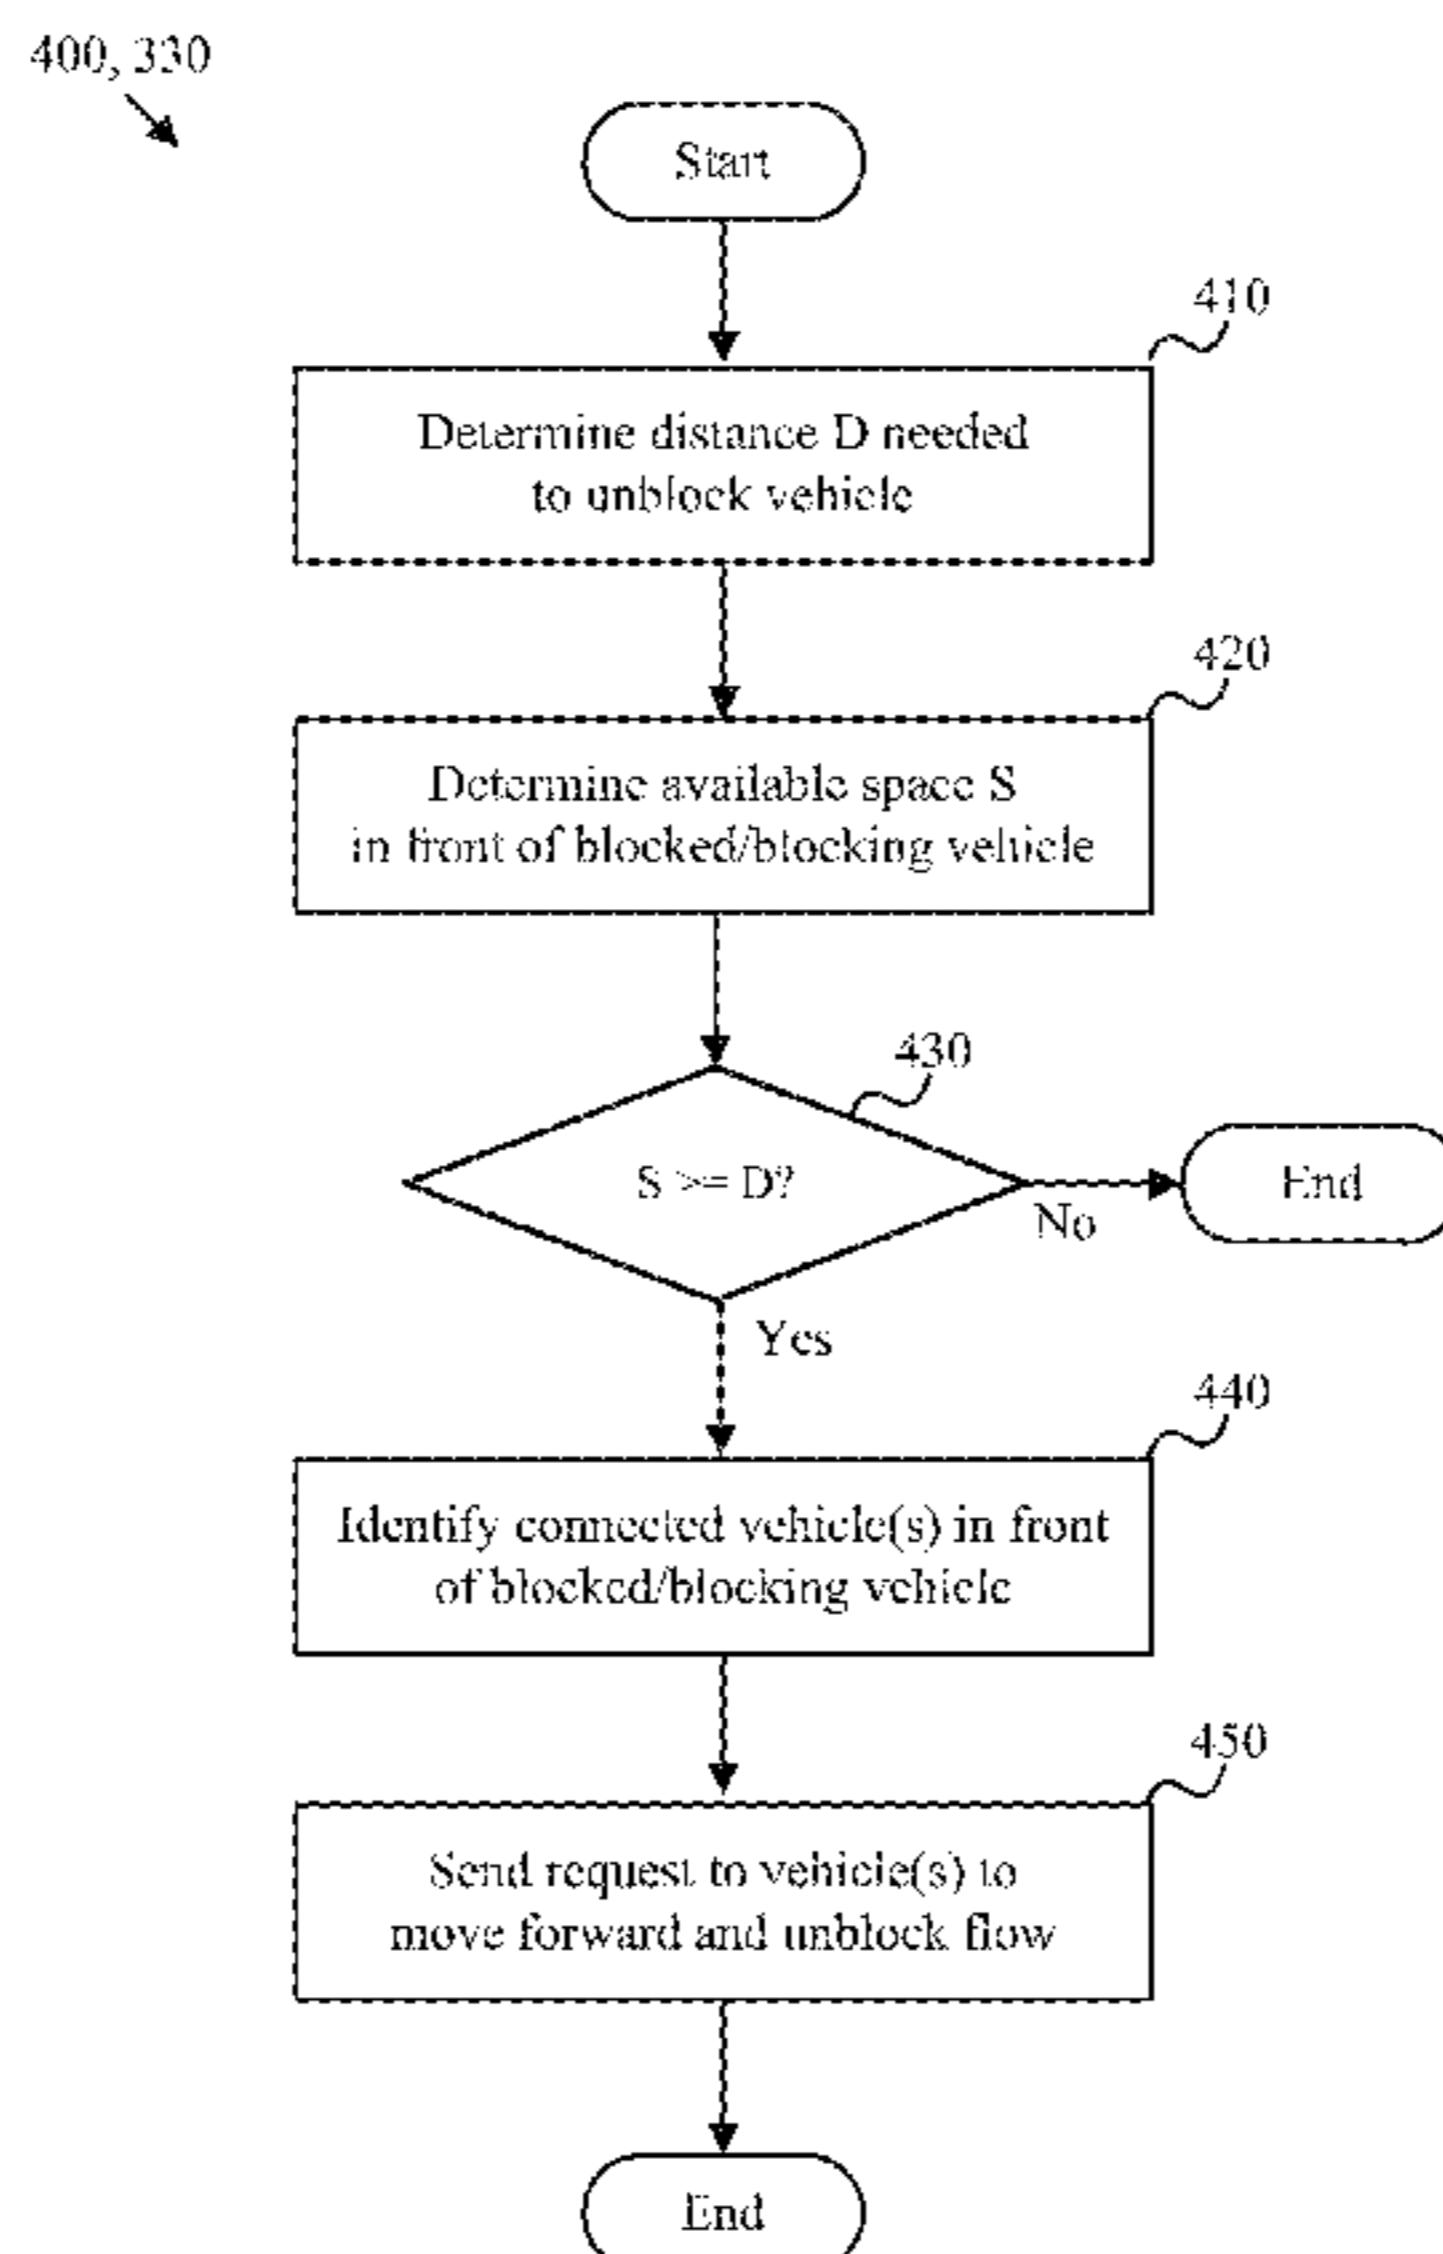 400, 330
Start
410
Determine distance D needed
to unblock vehicle
420
Determine available space S
in front of blocked/blocking vehicle
430
S >= D?
End
No
Yes
440
Identify connected vehicle(s) in front
of blocked/blocking vehicle
450
Send request to vehicle(s) to
move forward and unblock flow
End